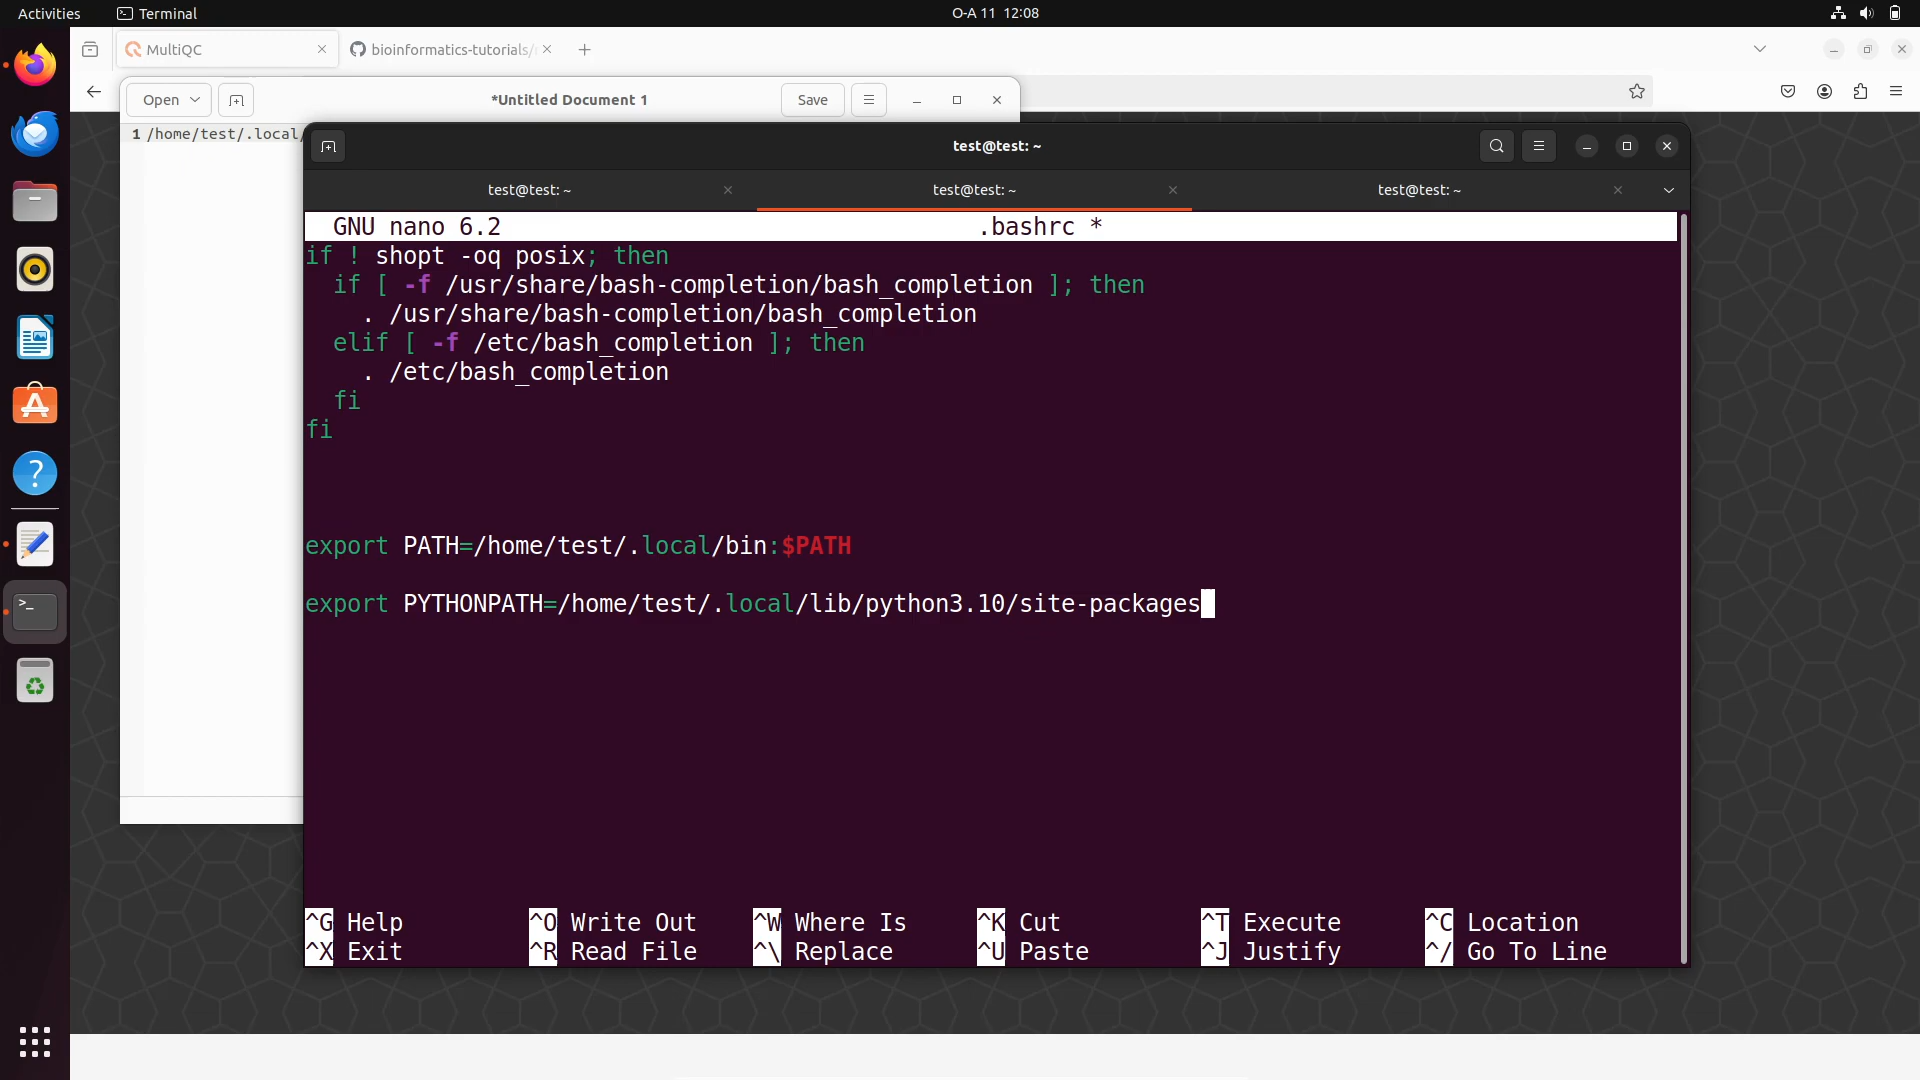 Activities Terminal O-A 11 12:08
MultiQC bioinformatics-tutorials/
Open *Untitled Document 1 Save
1 /home/test/.local/
test@test: ~
test@test: ~ test@test: ~ test@test: ~
GNU nano 6.2 .bashrc *
if ! shopt -oq posix; then
if [ -f /usr/share/bash-completion/bash_completion ]; then
. /usr/share/bash-completion/bash_completion
elif [ -f /etc/bash_completion ]; then
. /etc/bash_completion
fi
fi
export PATH=/home/test/.local/bin:$PATH
export PYTHONPATH=/home/test/.local/lib/python3.10/site-packages
^G Help ^O Write Out ^W Where Is ^K Cut ^T Execute ^C Location
^X Exit ^R Read File ^\ Replace ^U Paste ^J Justify ^/ Go To Line